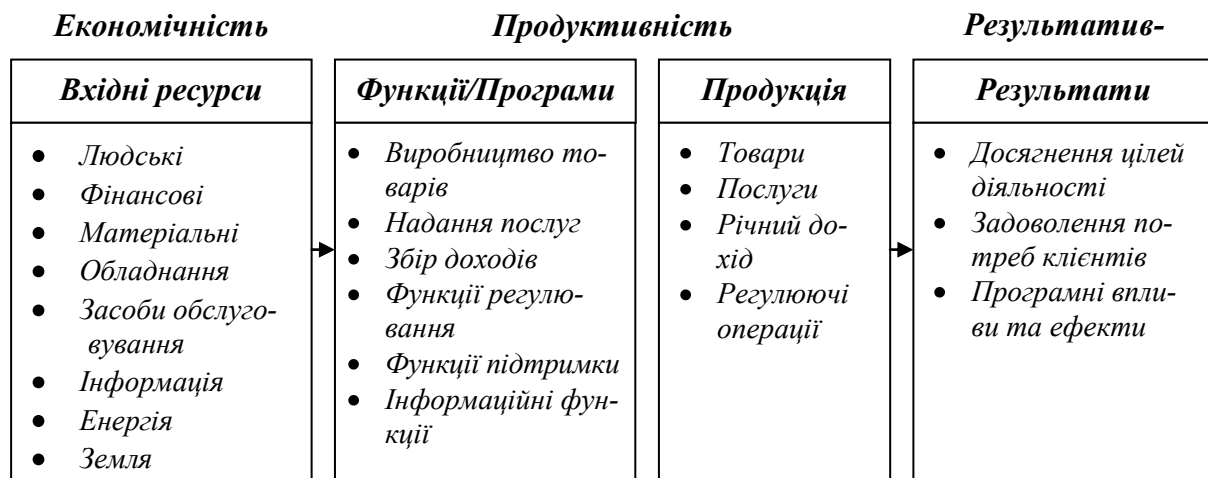 Економічність
Продуктивність
Результатив-
Вхідні ресурси
• Людські
• Фінансові
• Матеріальні
• Обладнання
• Засоби обслуго-
вування
• Інформація
• Енергія
• Земля
Функції/Програми
• Виробництво то-
варів
• Надання послуг
• Збір доходів
• Функції регулю-
вання
• Функції підтримки
• Інформаційні фун-
кції
Продукція
• Товари
• Послуги
• Річний до-
хід
• Регулюючі
операції
Результати
• Досягнення цілей
діяльності
• Задоволення по-
треб клієнтів
• Програмні впли-
ви та ефекти